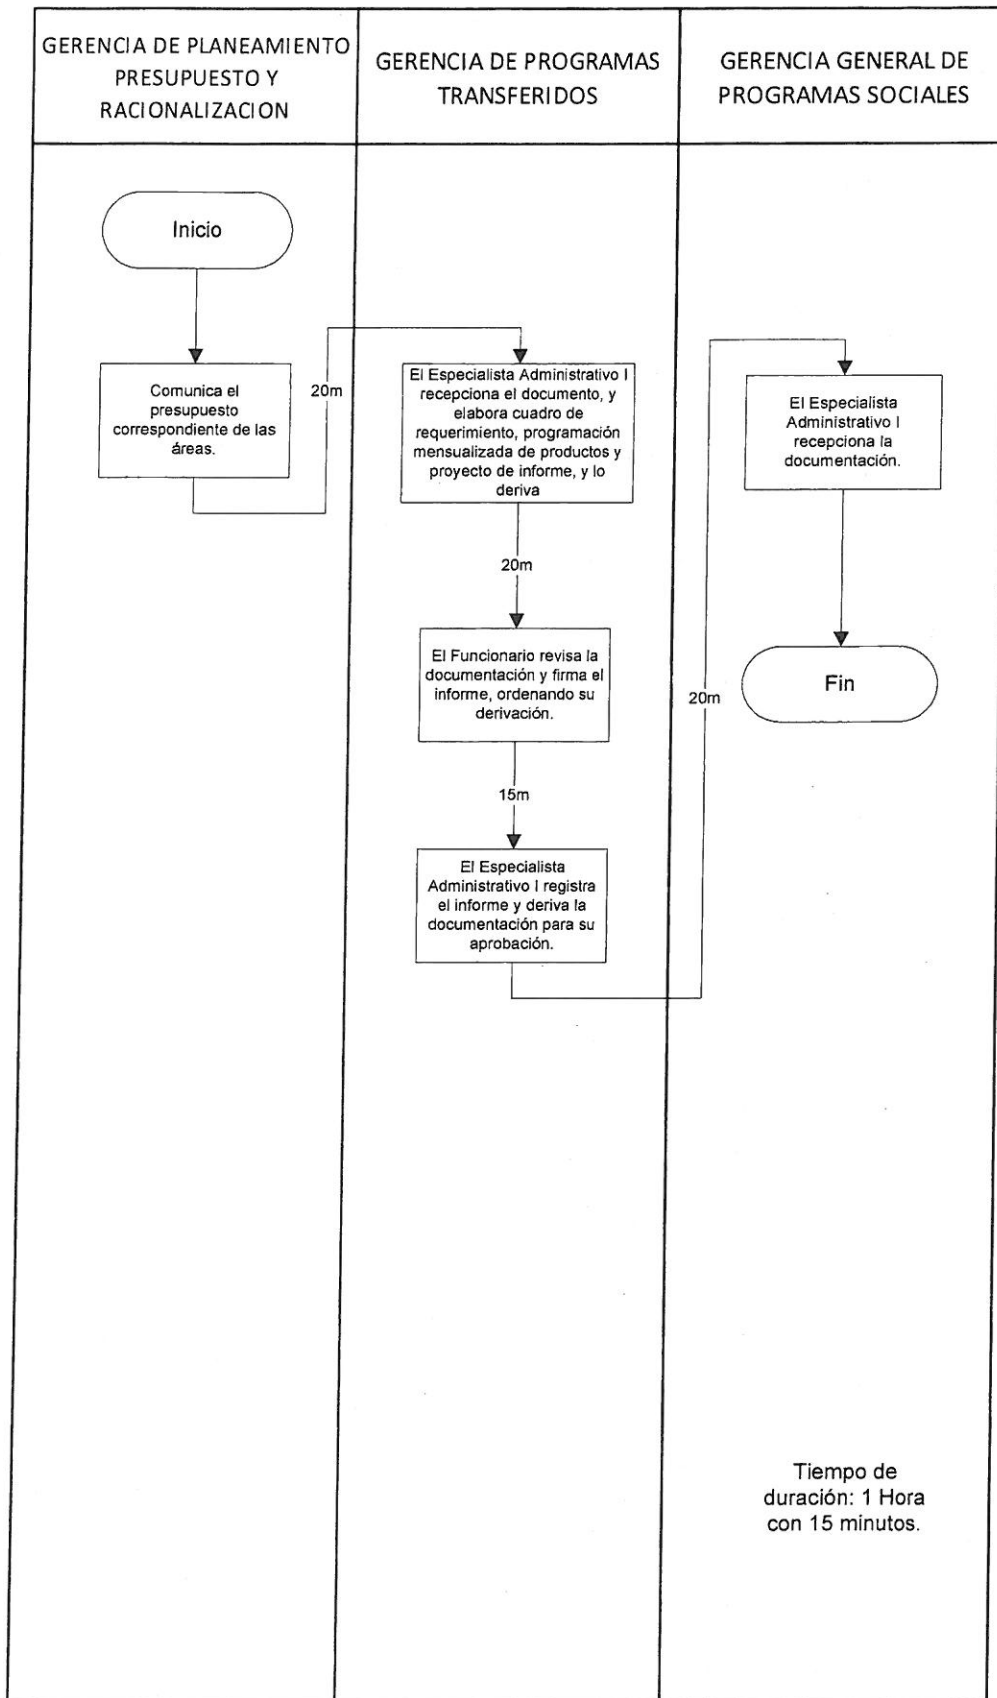 GERENCIA DE PLANEAMIENTO
PRESUPUESTO Y
RACIONALIZACION
GERENCIA DE PROGRAMAS
TRANSFERIDOS
GERENCIA GENERAL DE
PROGRAMAS SOCIALES
Inicio
Comunica el
presupuesto
correspondiente de las
áreas.
20m
El Especialista Administrativo I
recepciona el documento, y
elabora cuadro de
requerimiento, programación
mensualizada de productos y
proyecto de informe, y lo
deriva
20m
El Funcionario revisa la
documentación y firma el
informe, ordenando su
derivación.
15m
El Especialista
Administrativo I registra
el informe y deriva la
documentación para su
aprobación.
20m
El Especialista
Administrativo I
recepciona la
documentación.
Fin
Tiempo de
duración: 1 Hora
con 15 minutos.